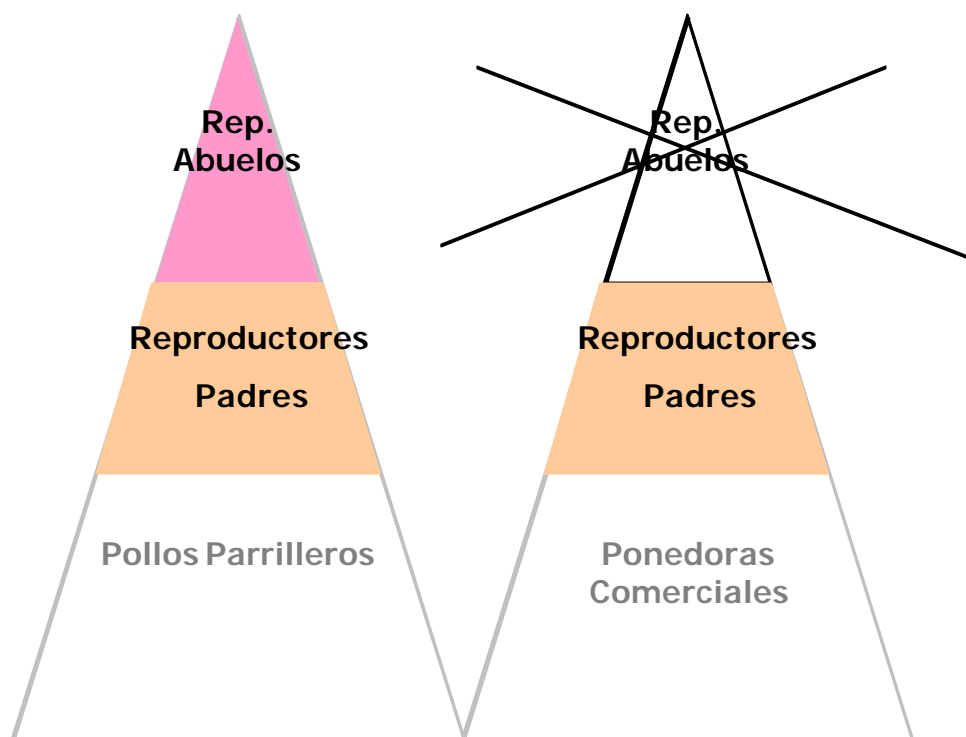 Rep.
Abuelos
Reproductores
Padres
Pollos Parrilleros
Rep.
Abuelos
Reproductores
Padres
Ponedoras
Comerciales